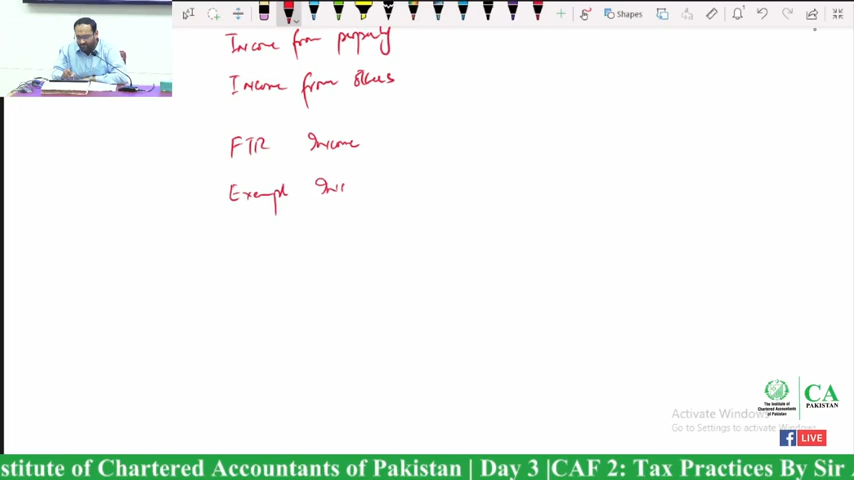 Shapes
Income from property
Income from others
FTR Income
Exempt Inc
The Institute of
Chartered Accountants
of Pakistan
CA
PAKISTAN
Activate Windows
Go to Settings to activate Windows.
LIVE
stitute of Chartered Accountants of Pakistan | Day 3 |CAF 2: Tax Practices By Sir A